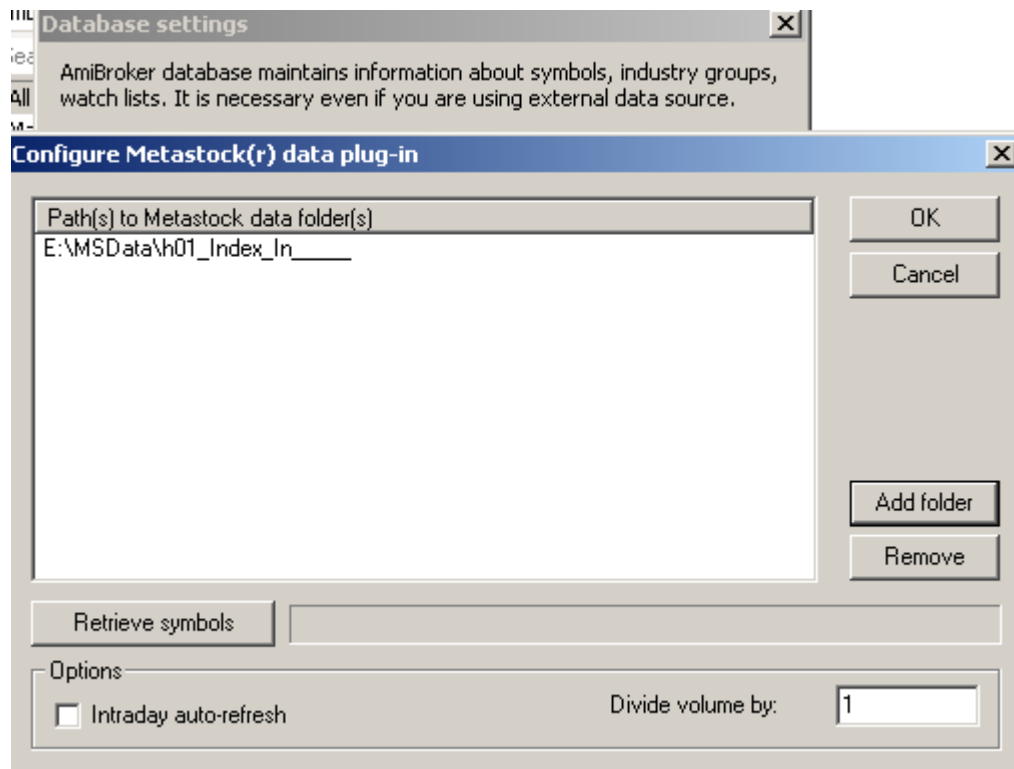 Database settings
AmiBroker database maintains information about symbols, industry groups,
watch lists. It is necessary even if you are using external data source.
All
Configure Metastock(r) data plug-in
Path(s) to Metastock data folder(s)
E:\MSData\h01_Index_In_____
OK
Cancel
Add folder
Remove
Retrieve symbols
Options
Intraday auto-refresh
Divide volume by:
1